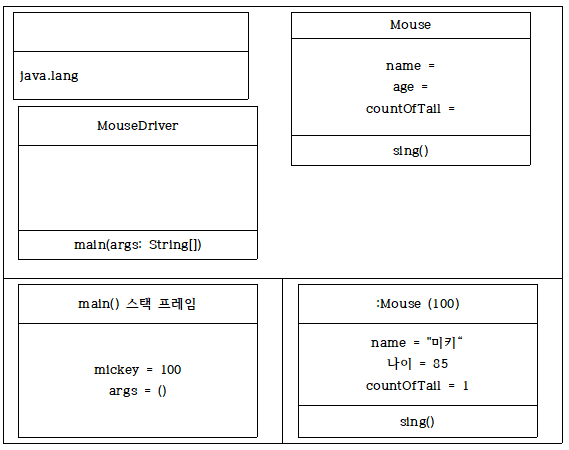 java.lang
Mouse
name =
age =
countOfTail =
sing()
MouseDriver
main(args: String[])
main() 스택 프레임
mickey = 100
args = ()
:Mouse (100)
name = "미키“
나이 = 85
countOfTail = 1
sing()